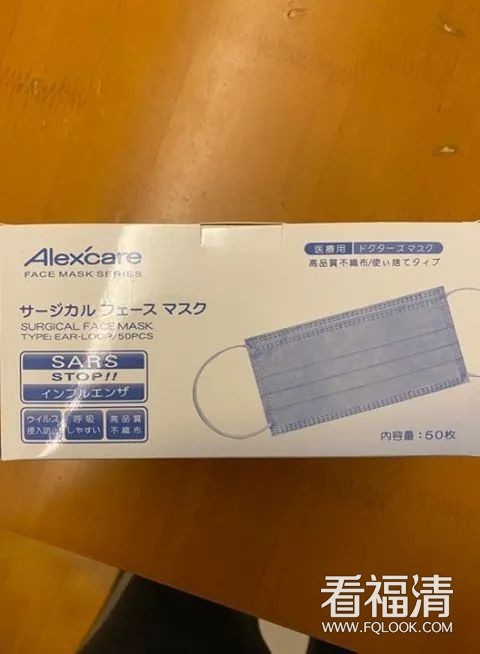 Alexcare
FACE MASK SERIES
医療用 ドクターズ マスク
高品質不織布/使い捨てタイプ
サージカル フェース マスク
SURGICAL FACE MASK
TYPE: EAR-LOOP/50PCS
SARS
STOP!!
インフルエンザ
ウイルス
侵入防止
呼吸
しやすい
高品質
不織布
内容量：50枚
看福清
WWW.FQLOOK.COM